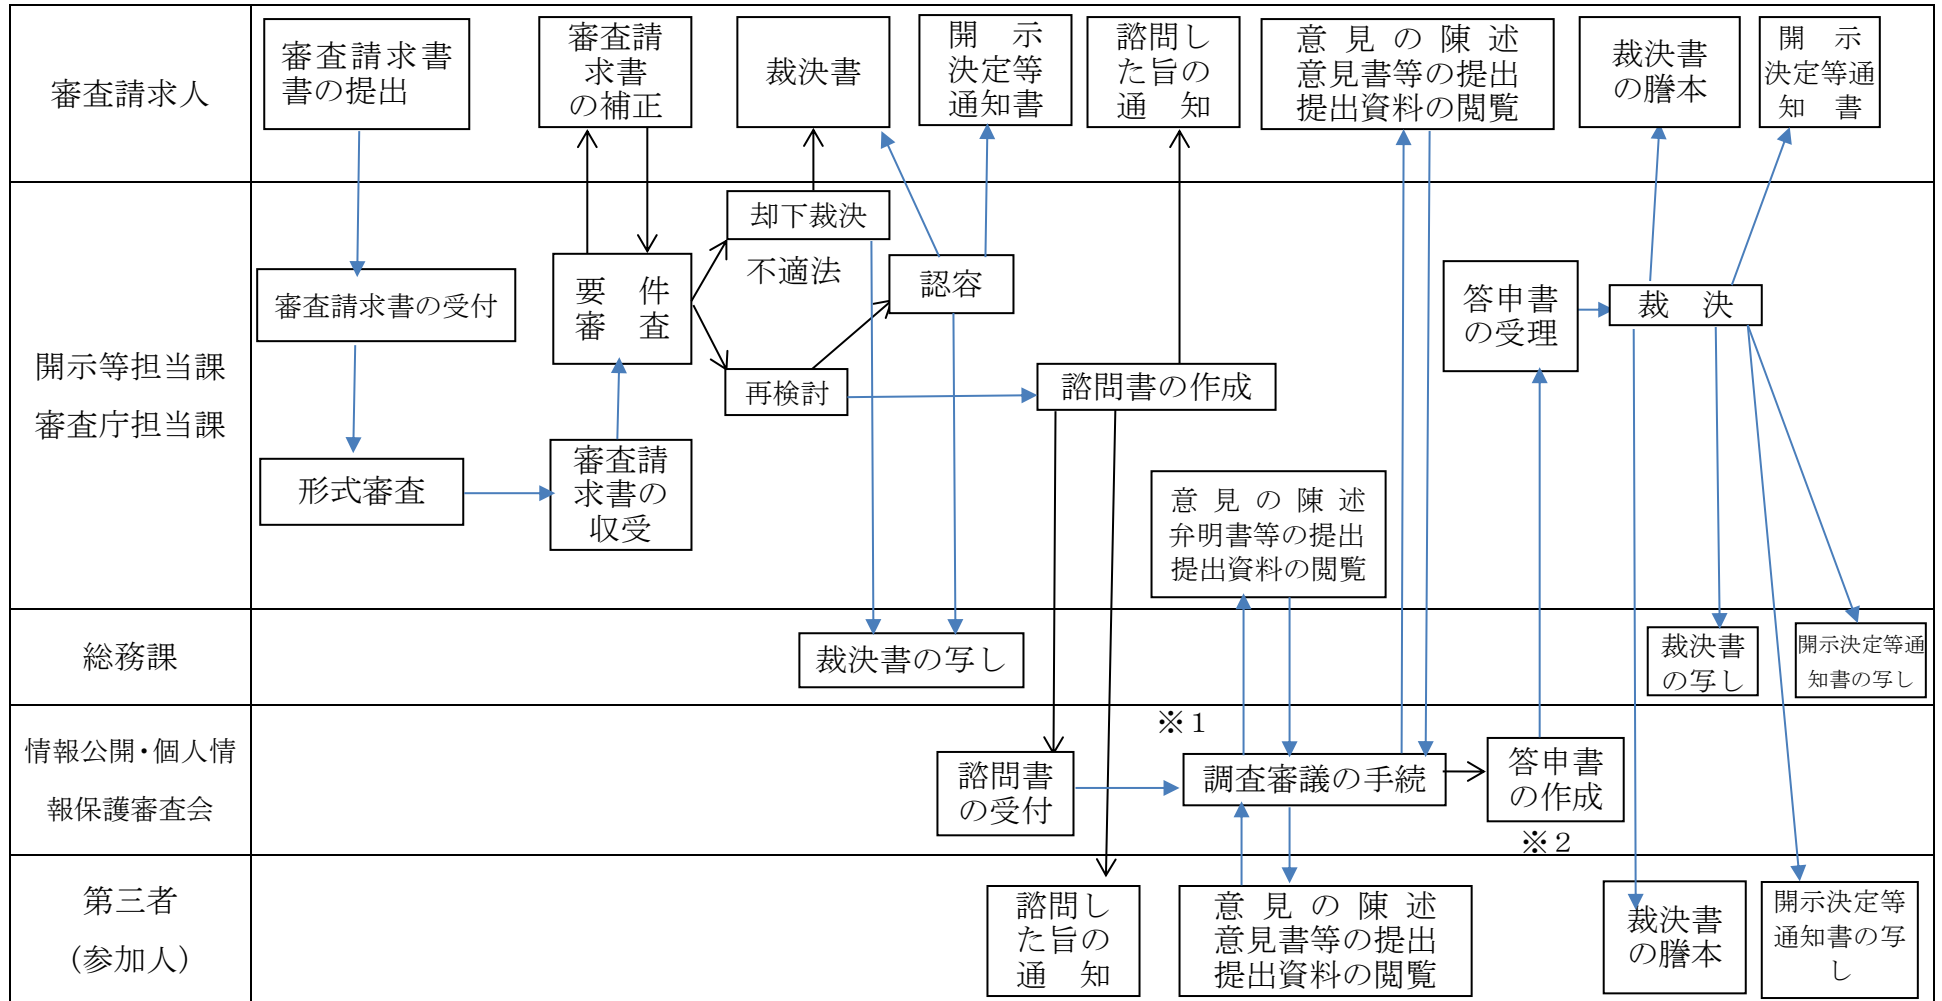 審査請求人
審査請求書
書の提出
審査請
求書
の補正
裁決書
開　示
決定等
通知書
諮問し
た旨の
通　知
意見の陳述
意見書等の提出
提出資料の閲覧
裁決書
の謄本
開　示
決定等通
知　書
開示等担当課
審査庁担当課
審査請求書の受付
形式審査
要　件
審　査
審査請
求書の
収受
却下裁決
不適法
認容
再検討
諮問書の作成
意見の陳述
弁明書等の提出
提出資料の閲覧
答申書
の受理
裁　決
総務課
裁決書の写し
裁決書
の写し
開示決定等通
知書の写し
情報公開・個人情
報保護審査会
諮問書
の受付
※1
調査審議の手続
答申書
の作成
※2
第三者
(参加人)
諮問し
た旨の
通　知
意見の陳述
意見書等の提出
提出資料の閲覧
裁決書
の謄本
開示決定等
通知書の写
し